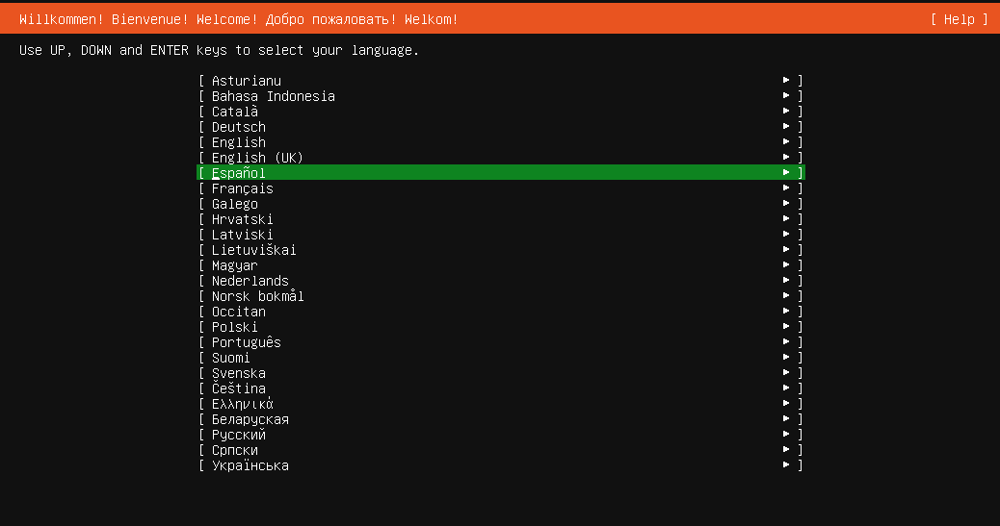 Willkommen! Bienvenue! Welcome! Добро пожаловать! Welkom! [ Help ]
Use UP, DOWN and ENTER keys to select your language.
[ Asturianu ► ]
[ Bahasa Indonesia ► ]
[ Català ► ]
[ Deutsch ► ]
[ English ► ]
[ English (UK) ► ]
[ Español ► ]
[ Français ► ]
[ Galego ► ]
[ Hrvatski ► ]
[ Latviski ► ]
[ Lietuviškai ► ]
[ Magyar ► ]
[ Nederlands ► ]
[ Norsk bokmål ► ]
[ Occitan ► ]
[ Polski ► ]
[ Português ► ]
[ Suomi ► ]
[ Svenska ► ]
[ Čeština ► ]
[ Ελληνικά ► ]
[ Беларуская ► ]
[ Русский ► ]
[ Српски ► ]
[ Українська ► ]